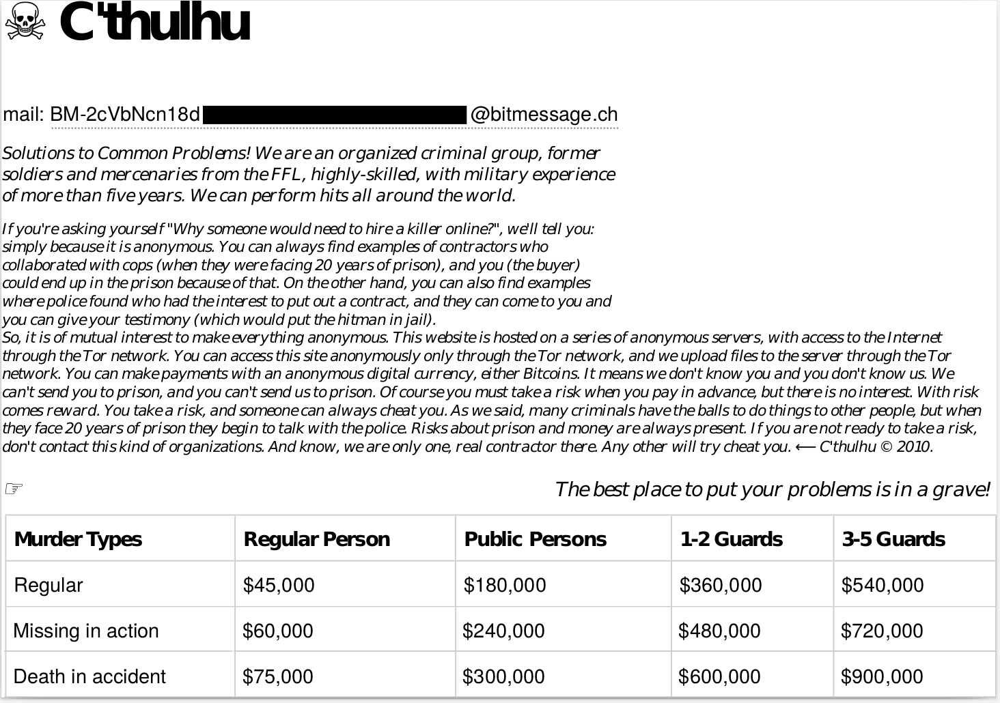 ☠ C'thulhu
mail: BM-2cVbNcn18d @bitmessage.ch
Solutions to Common Problems! We are an organized criminal group, former
soldiers and mercenaries from the FFL, highly-skilled, with military experience
of more than five years. We can perform hits all around the world.
If you're asking yourself "Why someone would need to hire a killer online?", we'll tell you:
simply because it is anonymous. You can always find examples of contractors who
collaborated with cops (when they were facing 20 years of prison), and you (the buyer)
could end up in the prison because of that. On the other hand, you can also find examples
where police found who had the interest to put out a contract, and they can come to you and
you can give your testimony (which would put the hitman in jail).
So, it is of mutual interest to make everything anonymous. This website is hosted on a series of anonymous servers, with access to the Internet
through the Tor network. You can access this site anonymously only through the Tor network, and we upload files to the server through the Tor
network. You can make payments with an anonymous digital currency, either Bitcoins. It means we don't know you and you don't know us. We
can't send you to prison, and you can't send us to prison. Of course you must take a risk when you pay in advance, but there is no interest. With risk
comes reward. You take a risk, and someone can always cheat you. As we said, many criminals have the balls to do things to other people, but when
they face 20 years of prison they begin to talk with the police. Risks about prison and money are always present. If you are not ready to take a risk,
don't contact this kind of organizations. And know, we are only one, real contractor there. Any other will try cheat you. ⟵ C'thulhu © 2010.
☞ The best place to put your problems is in a grave!
Murder Types Regular Person Public Persons 1-2 Guards 3-5 Guards
Regular $45,000 $180,000 $360,000 $540,000
Missing in action $60,000 $240,000 $480,000 $720,000
Death in accident $75,000 $300,000 $600,000 $900,000